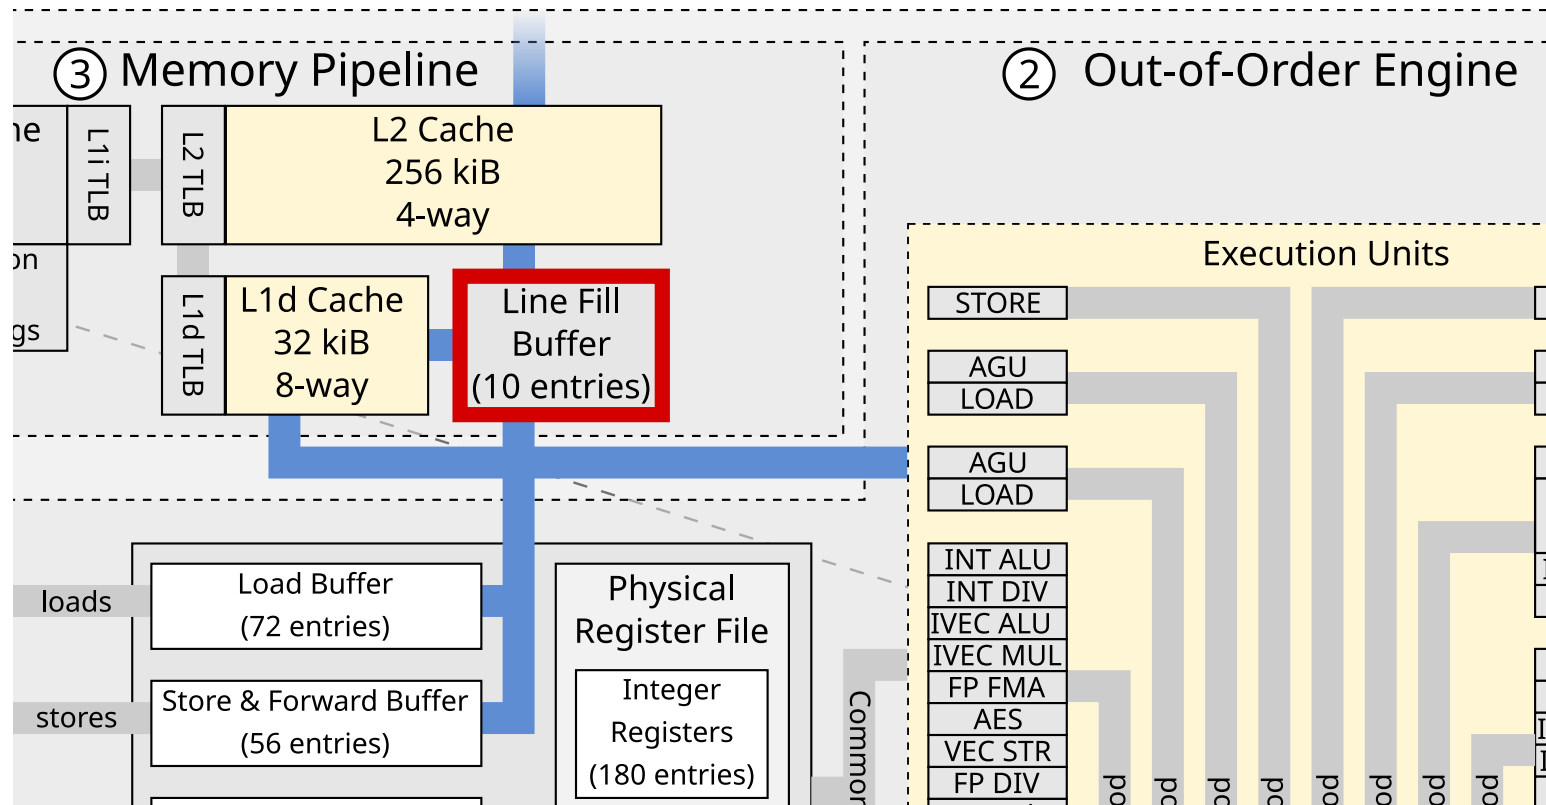 3 Memory Pipeline
L1i TLB
L2 TLB
L2 Cache
256 kiB
4-way
L1d TLB
L1d Cache
32 kiB
8-way
Line Fill
Buffer
(10 entries)
loads
Load Buffer
(72 entries)
stores
Store & Forward Buffer
(56 entries)
Physical
Register File
Integer
Registers
(180 entries)
2 Out-of-Order Engine
Execution Units
STORE
AGU
LOAD
AGU
LOAD
INT ALU
INT DIV
IVEC ALU
IVEC MUL
FP FMA
AES
VEC STR
FP DIV
Common